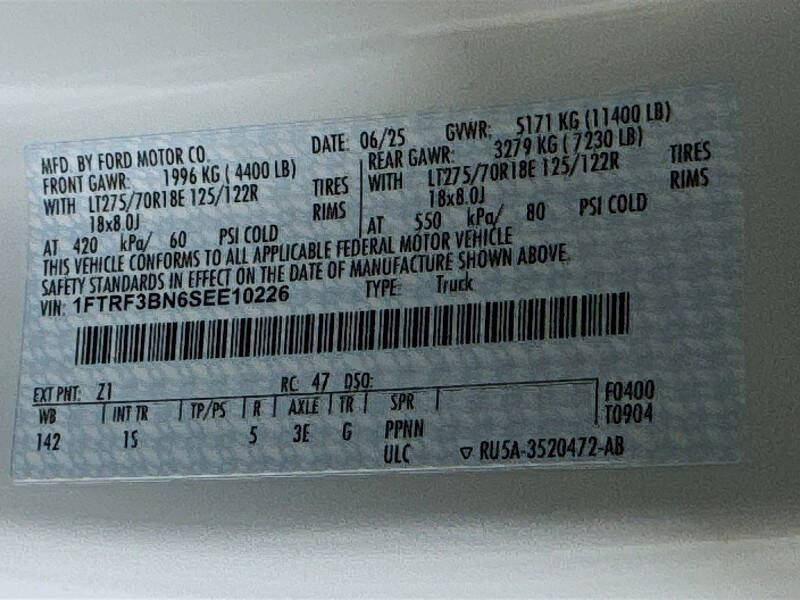 MFD. BY FORD MOTOR CO. DATE: 06/25 GVWR: 5171 KG (11400 LB)
FRONT GAWR: 1996 KG (4400 LB) REAR GAWR: 3279 KG (7230 LB)
WITH LT275/70R18E 125/122R TIRES WITH LT275/70R18E 125/122R TIRES
18x8.0J RIMS 18x8.0J RIMS
AT 420 kPa/ 60 PSI COLD AT 550 kPa/ 80 PSI COLD
THIS VEHICLE CONFORMS TO ALL APPLICABLE FEDERAL MOTOR VEHICLE
SAFETY STANDARDS IN EFFECT ON THE DATE OF MANUFACTURE SHOWN ABOVE.
VIN: 1FTRF3BN6SEE10226 TYPE: Truck
EXT PNT: Z1 RC: 47 DSO: F0400
WB INT TR TP/PS R AXLE TR SPR T0904
142 1S 5 3E G PPNN
ULC ▽ RU5A-3520472-AB